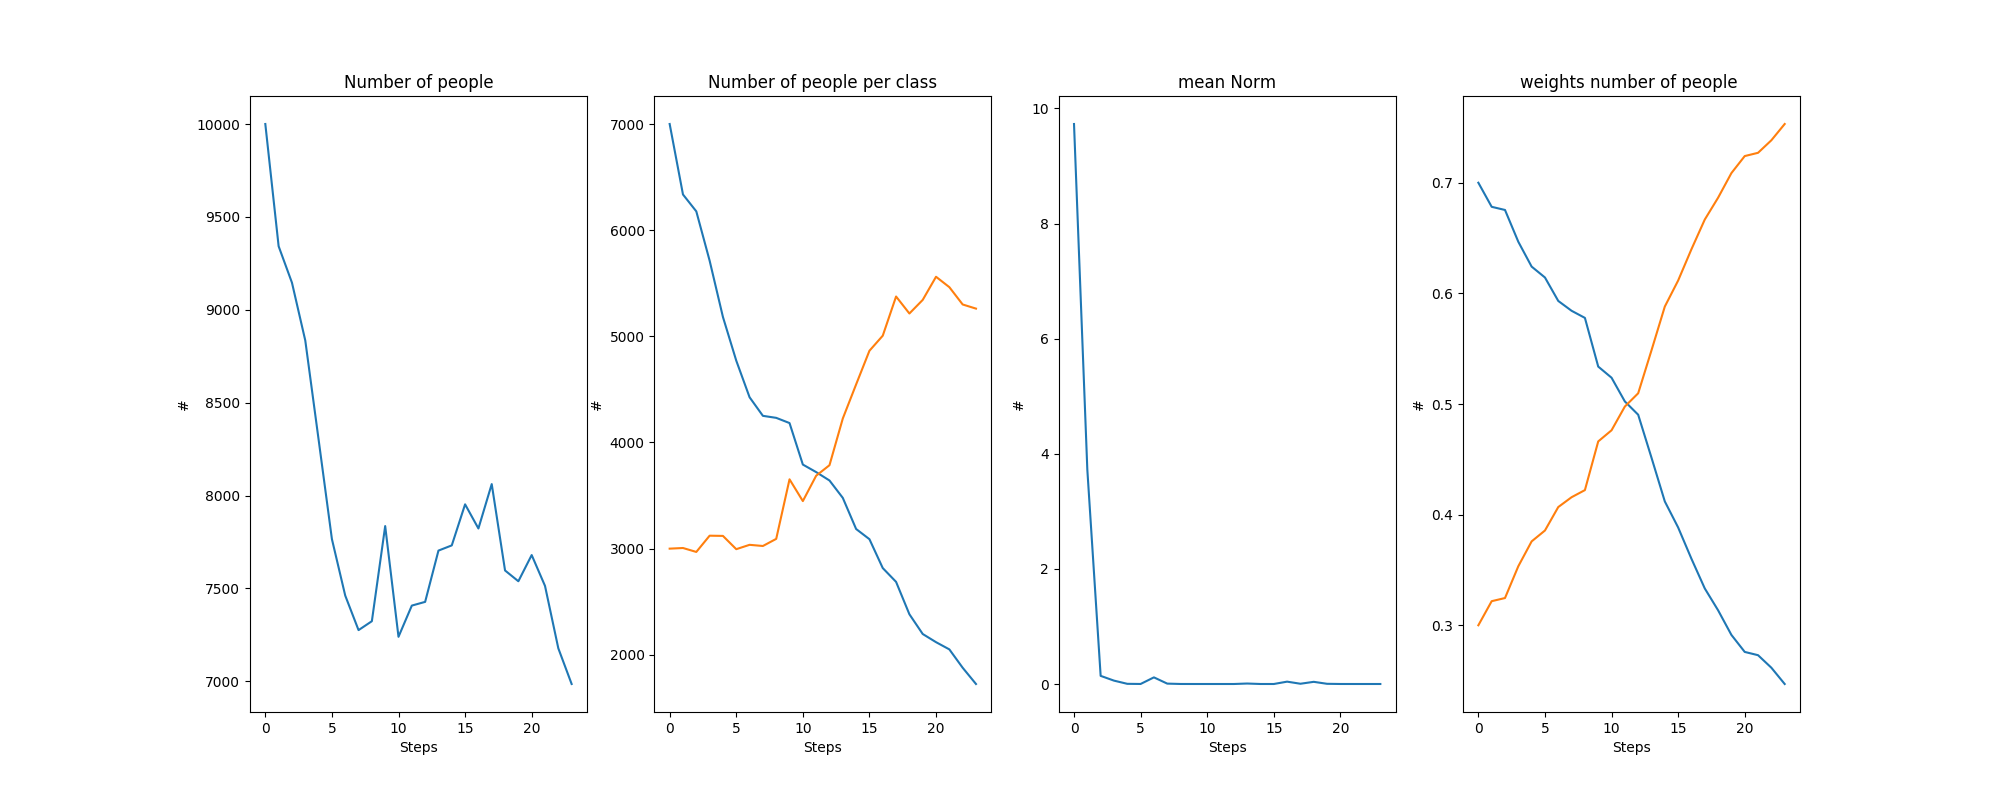 Number of people
10000
9500
9000
8500
8000
7500
7000
#
0 5 10 15 20
Steps
Number of people per class
7000
6000
5000
4000
3000
2000
#
0 5 10 15 20
Steps
mean Norm
10
8
6
4
2
0
#
0 5 10 15 20
Steps
weights number of people
0.7
0.6
0.5
0.4
0.3
#
0 5 10 15 20
Steps